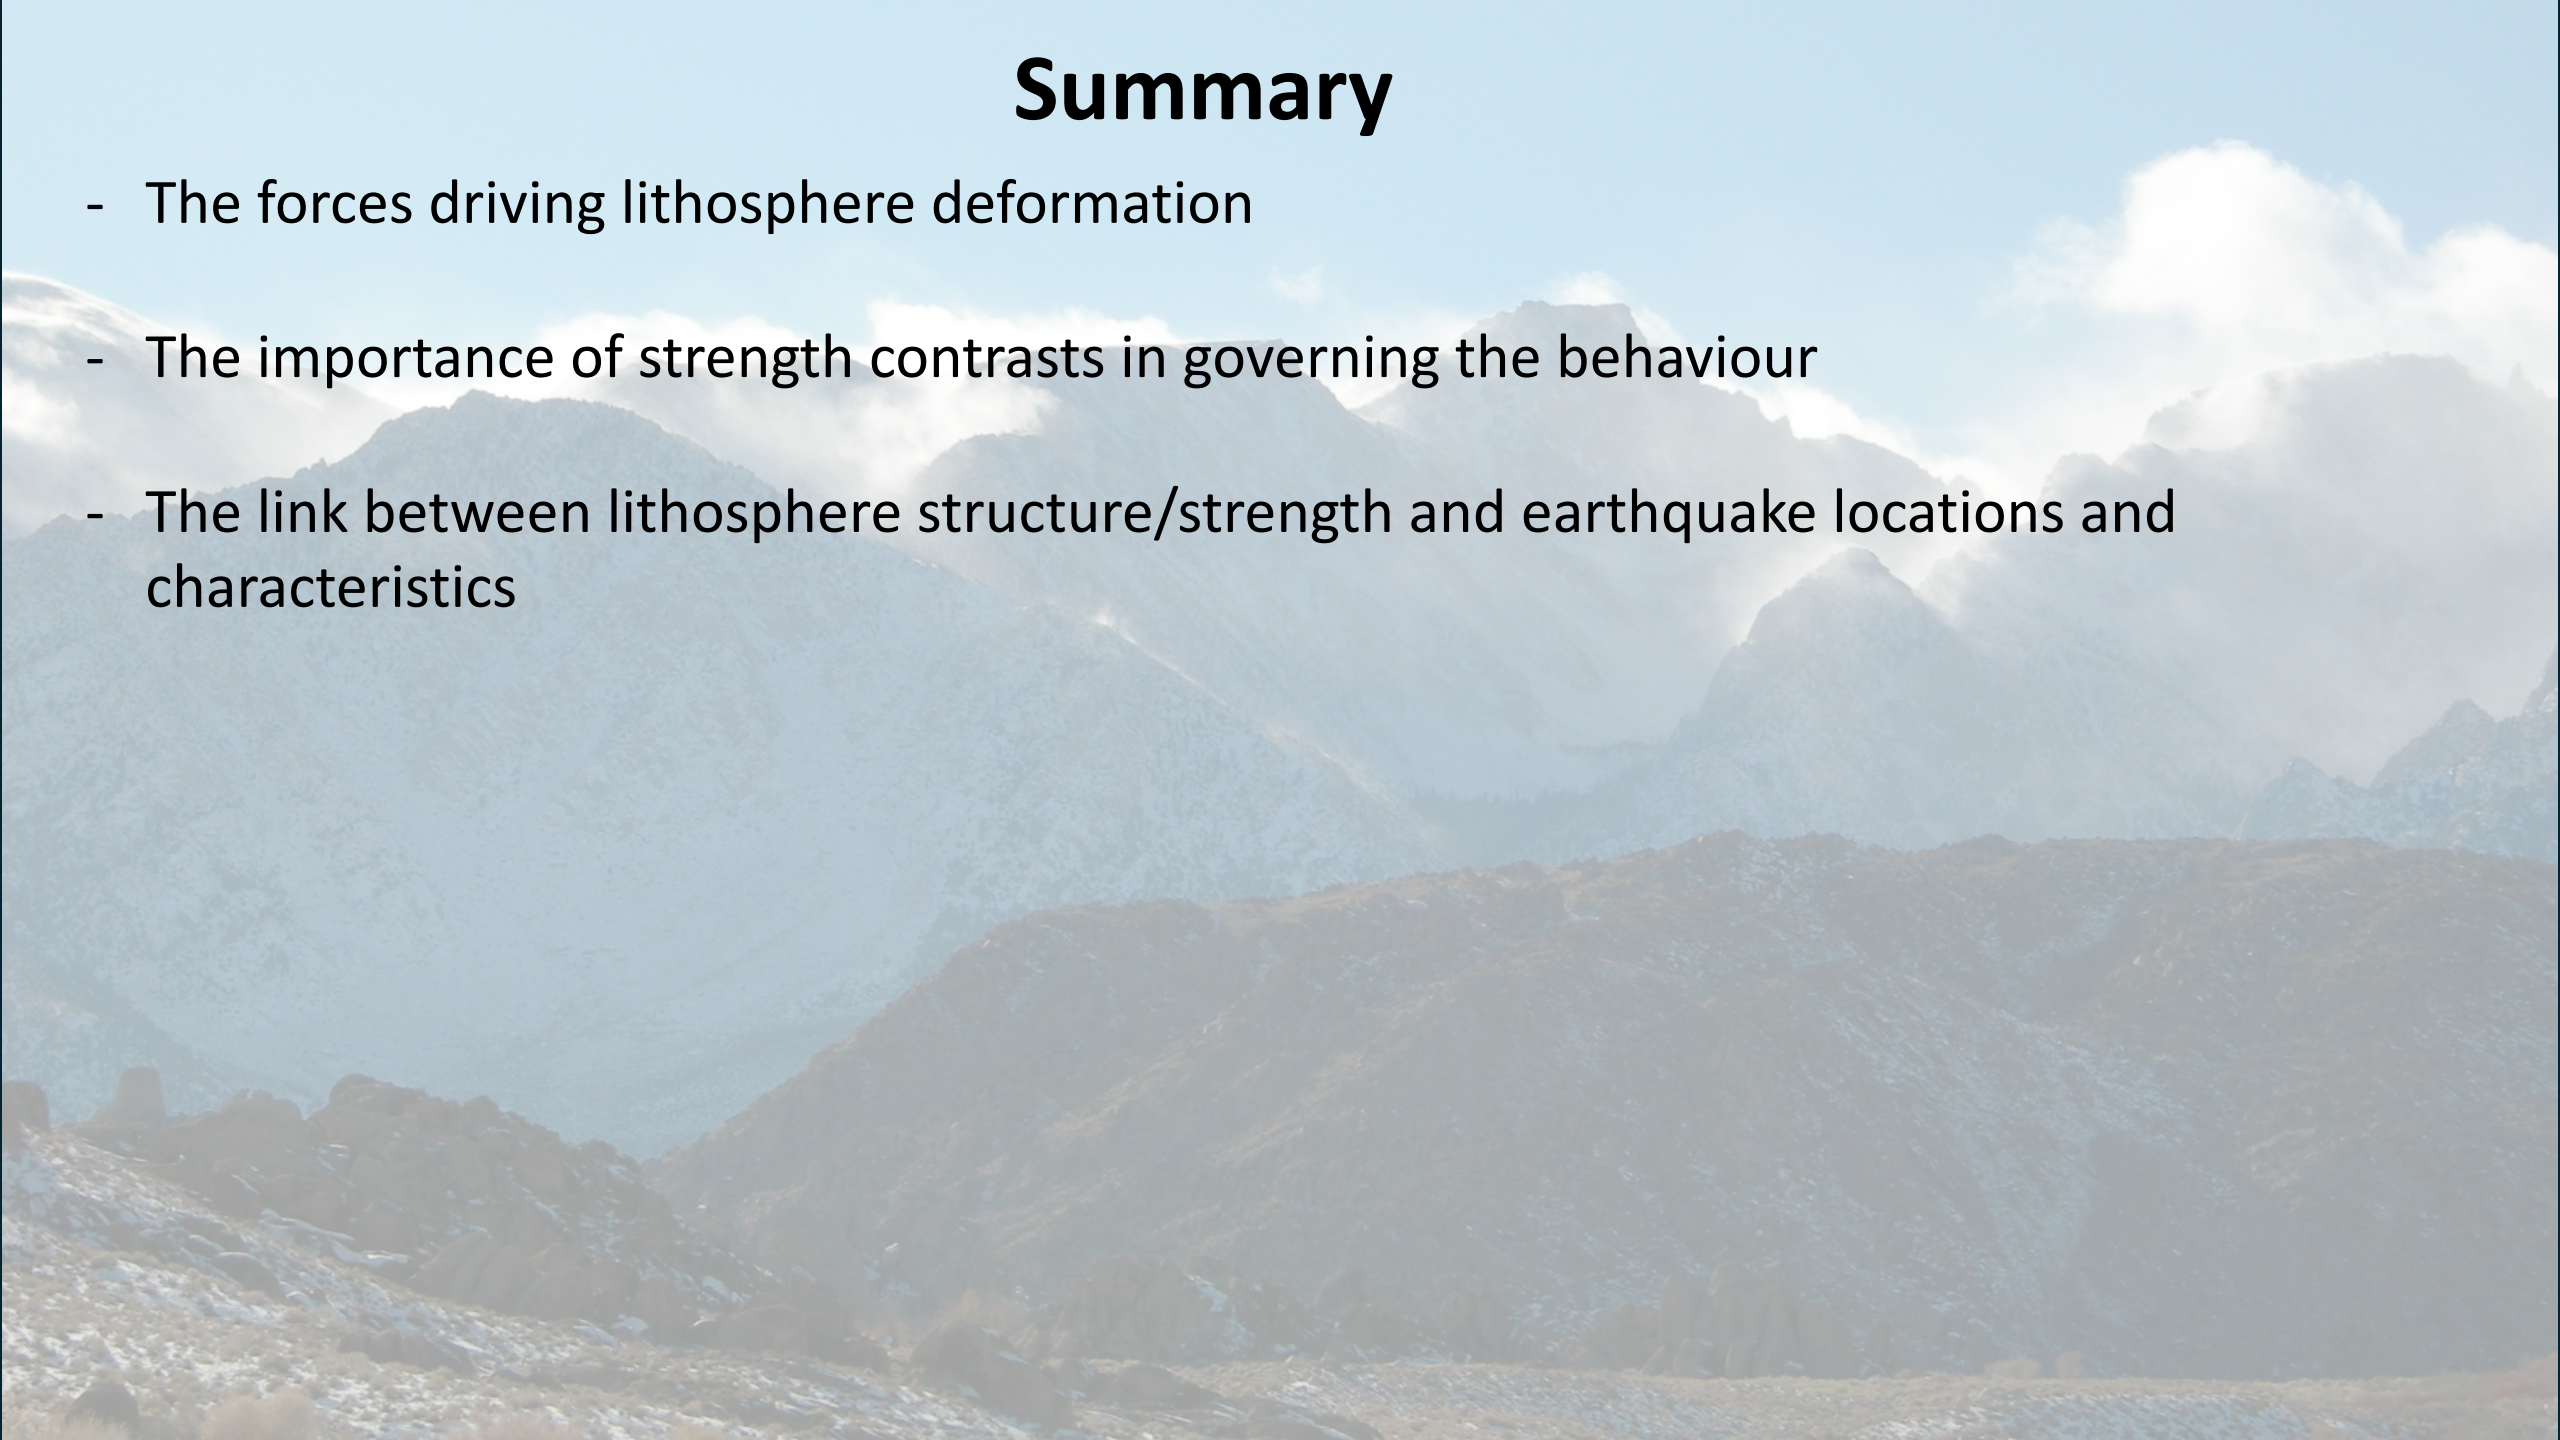 Summary
- The forces driving lithosphere deformation
- The importance of strength contrasts in governing the behaviour
- The link between lithosphere structure/strength and earthquake locations and
characteristics